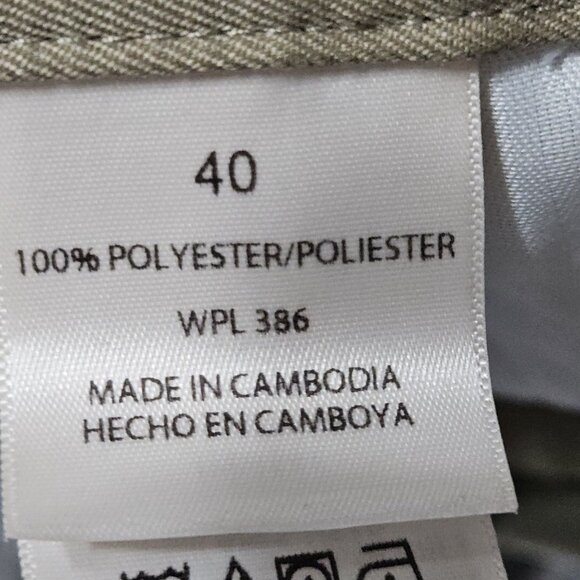 40
100% POLYESTER/POLIESTER
WPL 386
MADE IN CAMBODIA
HECHO EN CAMBOYA